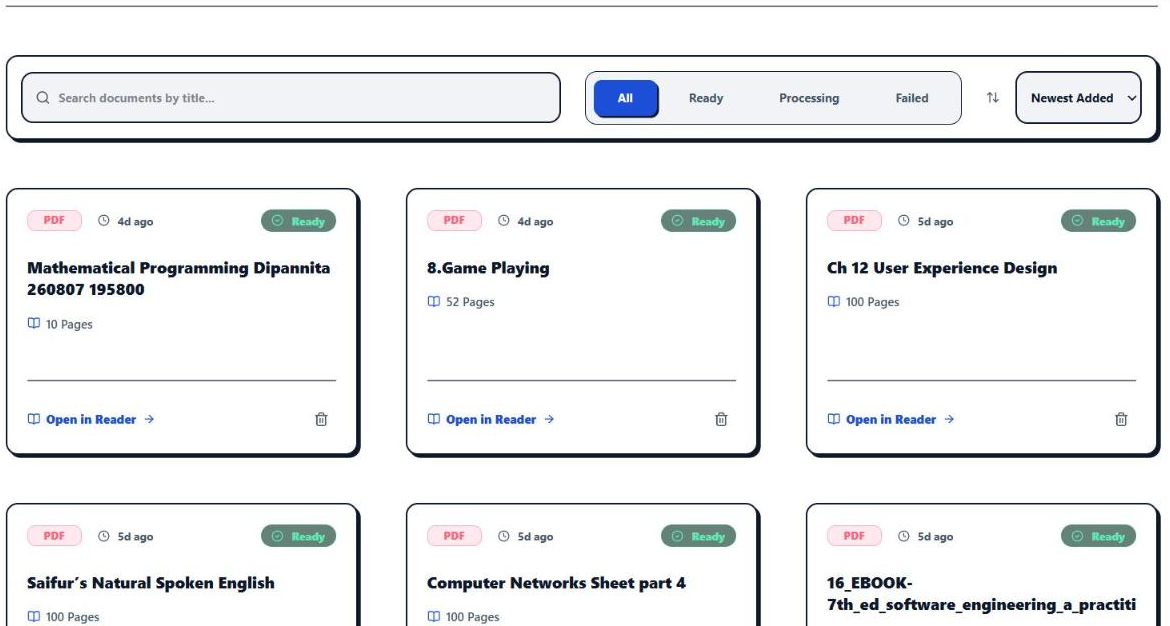 Search documents by title...
All
Ready
Processing
Failed
Newest Added
PDF
4d ago
Ready
Mathematical Programming Dipannita
260807 195800
10 Pages
Open in Reader
PDF
4d ago
Ready
8.Game Playing
52 Pages
Open in Reader
PDF
5d ago
Ready
Ch 12 User Experience Design
100 Pages
Open in Reader
PDF
5d ago
Ready
Saifur's Natural Spoken English
100 Pages
PDF
5d ago
Ready
Computer Networks Sheet part 4
100 Pages
PDF
5d ago
Ready
16_EBOOK-
7th_ed_software_engineering_a_practiti